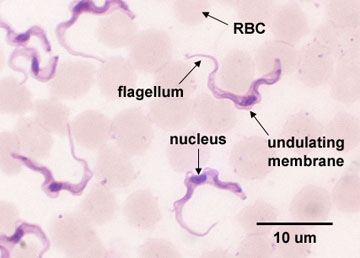 RBC
flagellum
nucleus
undulating
membrane
10 um